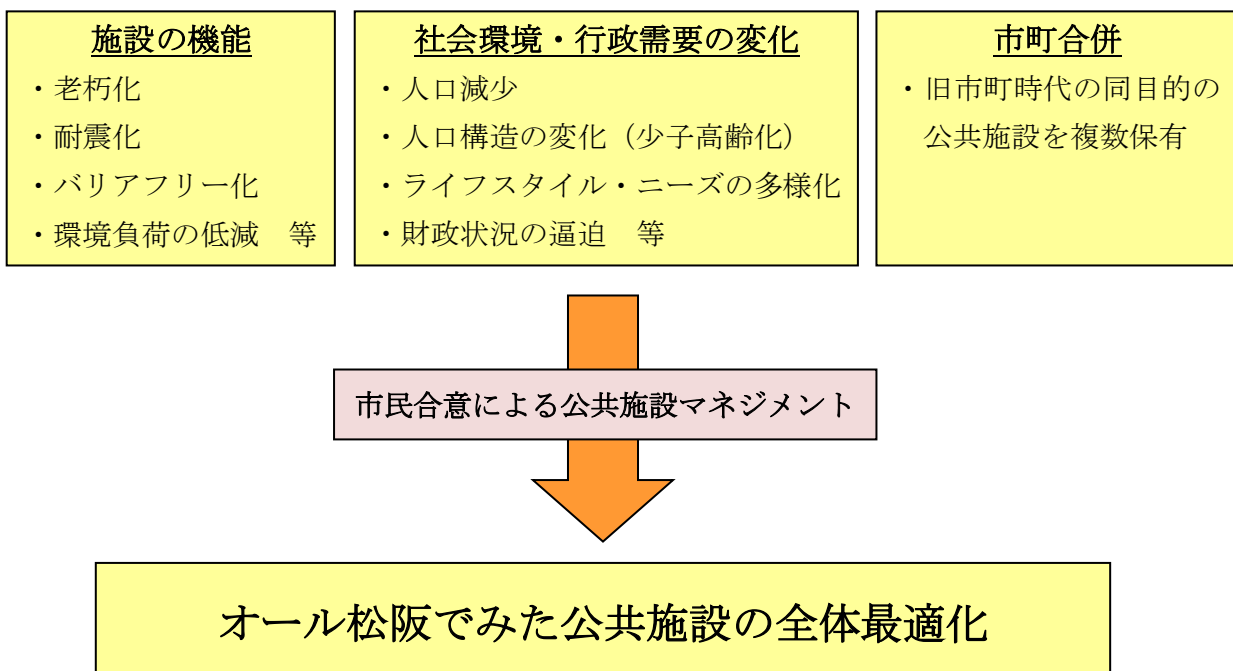 施設の機能
・老朽化
・耐震化
・バリアフリー化
・環境負荷の低減　等
社会環境・行政需要の変化
・人口減少
・人口構造の変化（少子高齢化）
・ライフスタイル・ニーズの多様化
・財政状況の逼迫　等
市町合併
・旧市町時代の同目的の
公共施設を複数保有
市民合意による公共施設マネジメント
オール松阪でみた公共施設の全体最適化